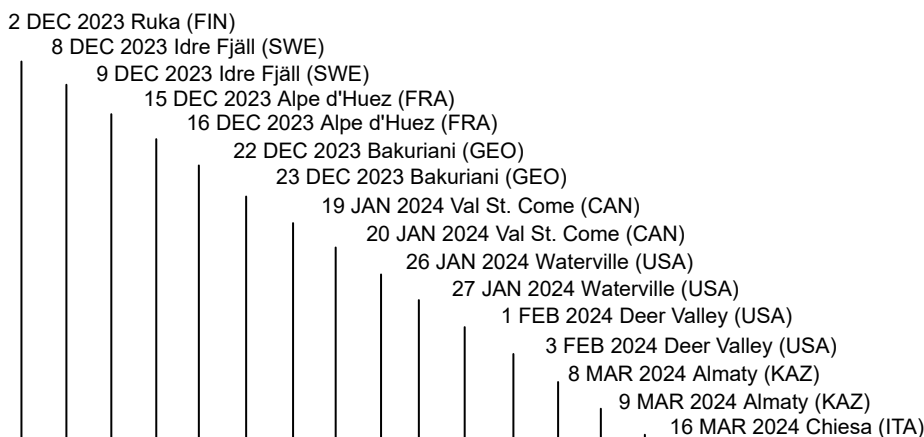 2 DEC 2023 Ruka (FIN)
8 DEC 2023 Idre Fjäll (SWE)
9 DEC 2023 Idre Fjäll (SWE)
15 DEC 2023 Alpe d'Huez (FRA)
16 DEC 2023 Alpe d'Huez (FRA)
22 DEC 2023 Bakuriani (GEO)
23 DEC 2023 Bakuriani (GEO)
19 JAN 2024 Val St. Come (CAN)
20 JAN 2024 Val St. Come (CAN)
26 JAN 2024 Waterville (USA)
27 JAN 2024 Waterville (USA)
1 FEB 2024 Deer Valley (USA)
3 FEB 2024 Deer Valley (USA)
8 MAR 2024 Almaty (KAZ)
9 MAR 2024 Almaty (KAZ)
16 MAR 2024 Chiesa (ITA)